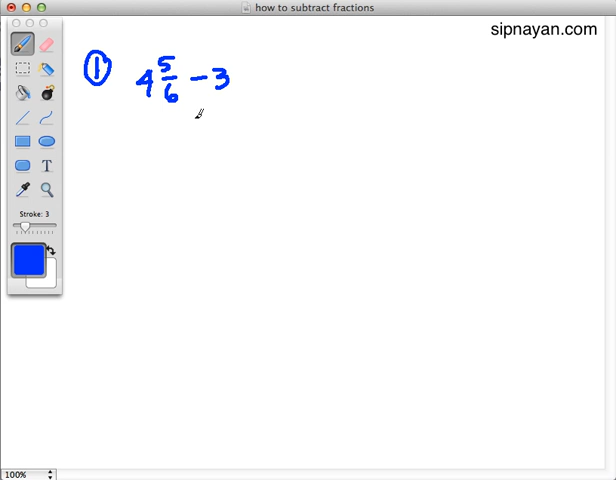 how to subtract fractions
sipnayan.com
① 4 5/6 - 3
T
Stroke: 3
100%